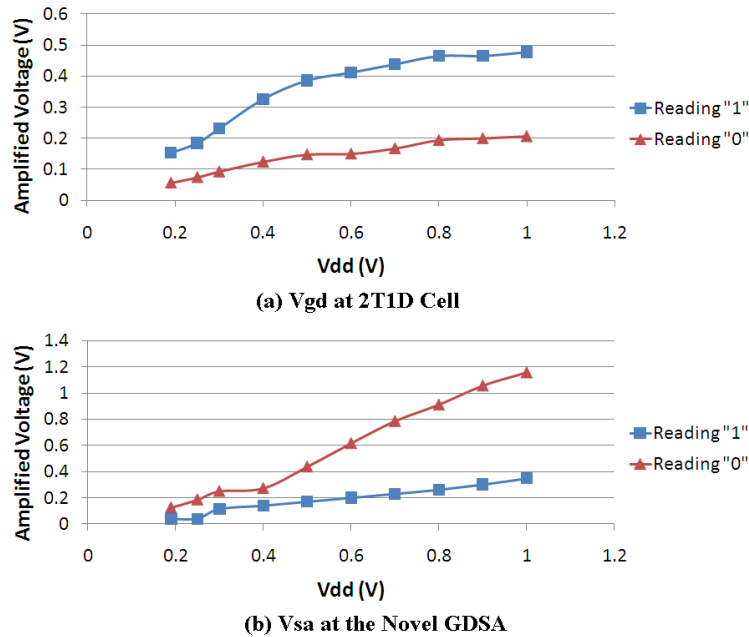 0.6
0.5
0.4
0.3
0.2
0.1
0
Amplified Voltage (V)
0 0.2 0.4 0.6 0.8 1 1.2
Vdd (V)
Reading "1"
Reading "0"
(a) Vgd at 2T1D Cell
1.4
1.2
1
0.8
0.6
0.4
0.2
0
Amplified Voltage (V)
0 0.2 0.4 0.6 0.8 1 1.2
Vdd (V)
Reading "1"
Reading "0"
(b) Vsa at the Novel GDSA